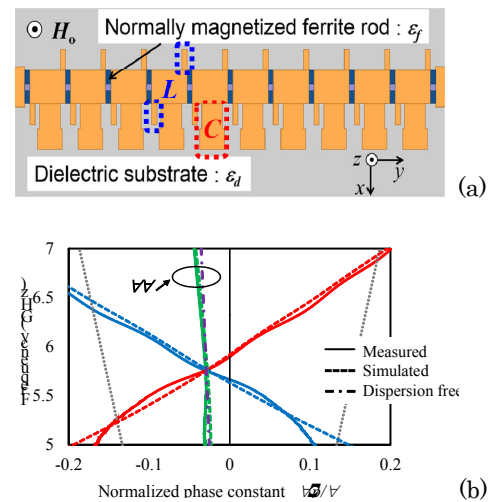 H₀
Normally magnetized ferrite rod : εf
L
C
Dielectric substrate : εd
z
y
x
(a)
7
6.5
6
5.5
5
Measured
Simulated
Dispersion free
-0.2 -0.1 0 0.1 0.2
Normalized phase constant
(b)